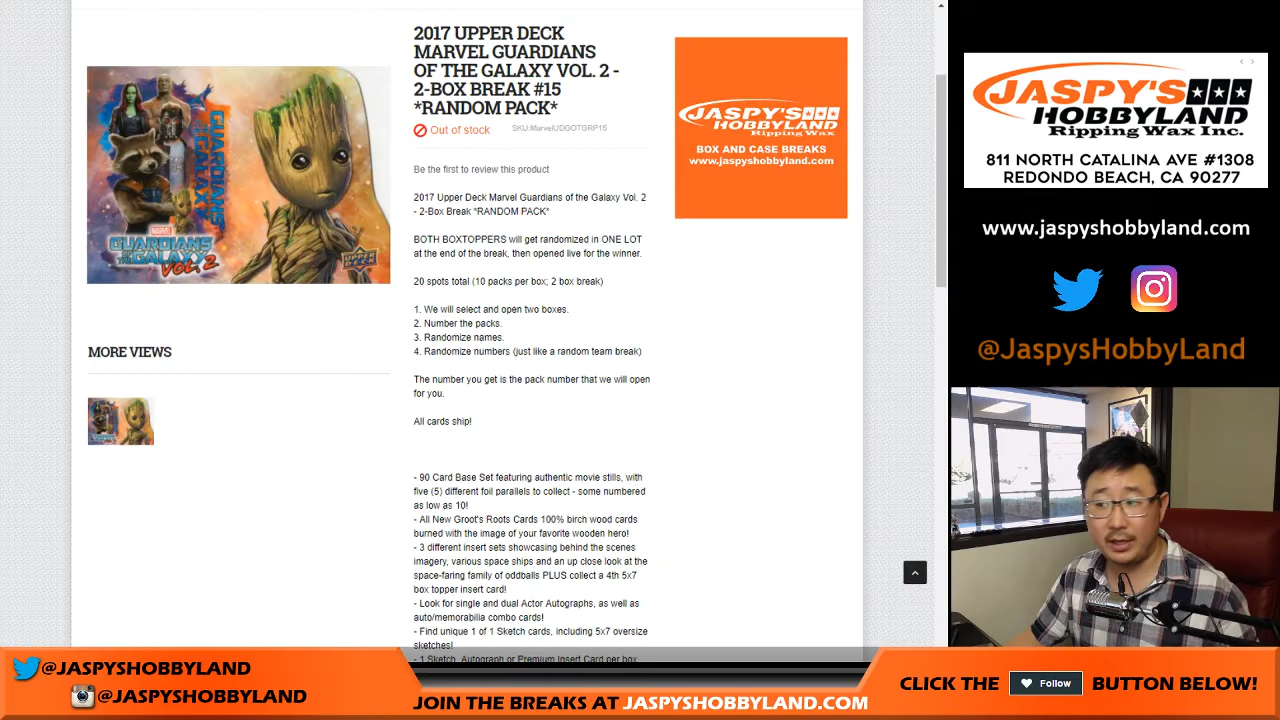 2017 UPPER DECK
MARVEL GUARDIANS
OF THE GALAXY VOL. 2 -
2-BOX BREAK #15
*RANDOM PACK*
Out of stock
SKU:MarvelUDGOTGRP15
Be the first to review this product
2017 Upper Deck Marvel Guardians of the Galaxy Vol. 2
- 2-Box Break *RANDOM PACK*
BOTH BOXTOPPERS will get randomized in ONE LOT
at the end of the break, then opened live for the winner.
20 spots total (10 packs per box; 2 box break)
1. We will select and open two boxes.
2. Number the packs.
3. Randomize names.
4. Randomize numbers (just like a random team break)
The number you get is the pack number that we will open
for you.
All cards ship!
- 90 Card Base Set featuring authentic movie stills, with
five (5) different foil parallels to collect - some numbered
as low as 10!
- All New Groot's Roots Cards 100% birch wood cards
burned with the image of your favorite wooden hero!
- 3 different insert sets showcasing behind the scenes
imagery, various space ships and an up close look at the
space-faring family of oddballs PLUS collect a 4th 5x7
box topper insert card!
- Look for single and dual Actor Autographs, as well as
auto/memorabilia combo cards!
- Find unique 1 of 1 Sketch cards, including 5x7 oversize
sketches!
- 1 Sketch, Autograph or Premium Insert Card per box
GUARDIANS
OF THE GALAXY
MARVEL
GUARDIANS
OF THE GALAXY
VOL.2
UPPER DECK
MORE VIEWS
JASPY'S
HOBBYLAND
BOX AND CASE BREAKS
www.jaspyshobbyland.com
JASPY'S
HOBBYLAND
Ripping Wax Inc.
811 NORTH CATALINA AVE #1308
REDONDO BEACH, CA 90277
www.jaspyshobbyland.com
@JaspysHobbyLand
@JASPYSHOBBYLAND
@JASPYSHOBBYLAND
JOIN THE BREAKS AT JASPYSHOBBYLAND.COM
CLICK THE Follow BUTTON BELOW!